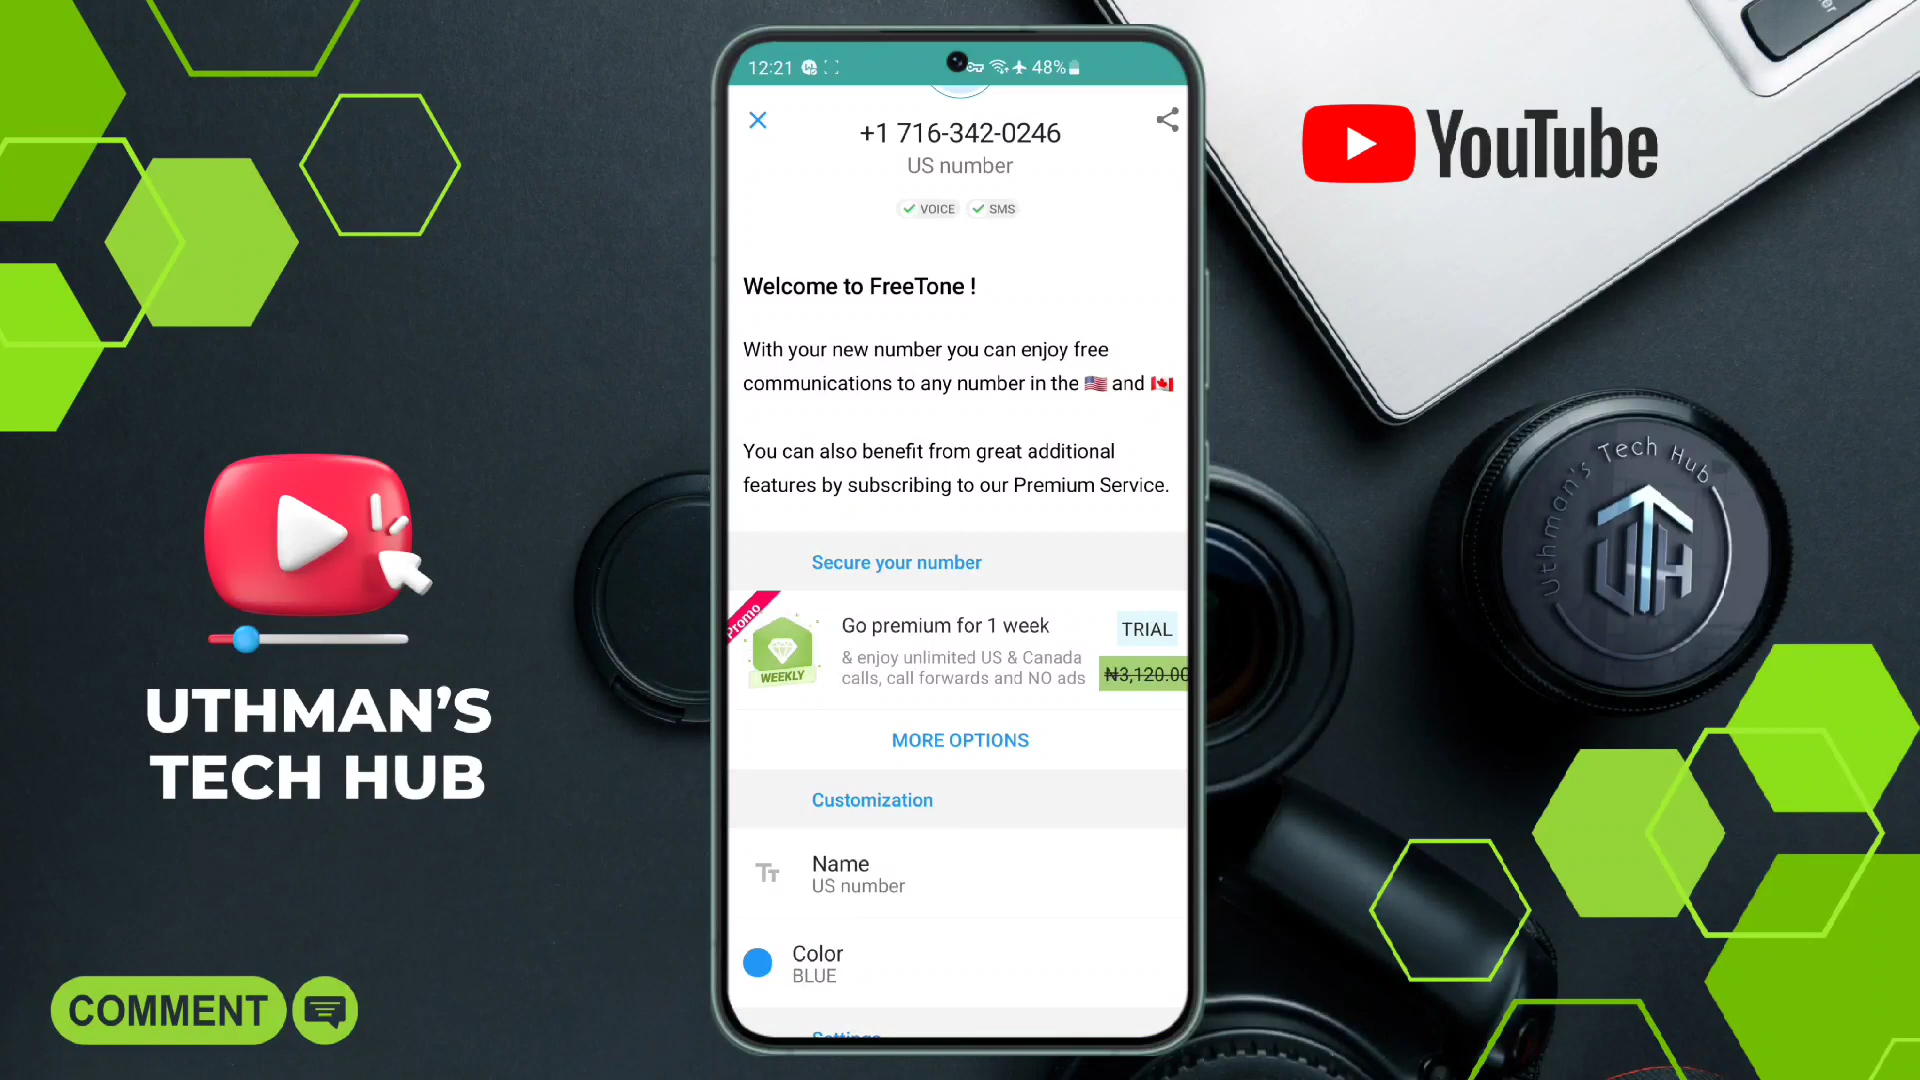 12:21
48%
+1 716-342-0246
US number
VOICE
SMS
Welcome to FreeTone !
With your new number you can enjoy free
communications to any number in the 🇺🇸 and 🇨🇦
You can also benefit from great additional
features by subscribing to our Premium Service.
Secure your number
Promo
WEEKLY
Go premium for 1 week
& enjoy unlimited US & Canada
calls, call forwards and NO ads
TRIAL
₦3,120.00
MORE OPTIONS
Customization
Tт
Name
US number
Color
BLUE
Settings
YouTube
Uthman's Tech Hub
UTH
UTHMAN'S
TECH HUB
COMMENT